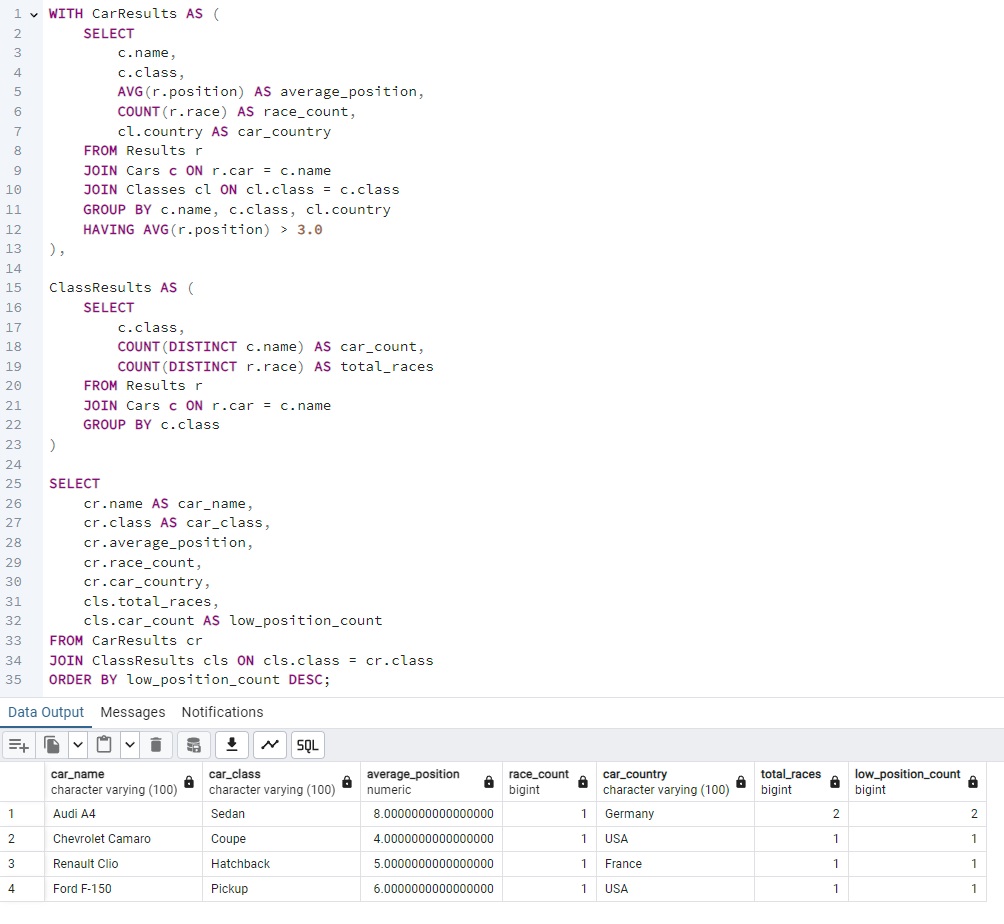 1 WITH CarResults AS (
2 SELECT
3 c.name,
4 c.class,
5 AVG(r.position) AS average_position,
6 COUNT(r.race) AS race_count,
7 cl.country AS car_country
8 FROM Results r
9 JOIN Cars c ON r.car = c.name
10 JOIN Classes cl ON cl.class = c.class
11 GROUP BY c.name, c.class, cl.country
12 HAVING AVG(r.position) > 3.0
13 ),
14
15 ClassResults AS (
16 SELECT
17 c.class,
18 COUNT(DISTINCT c.name) AS car_count,
19 COUNT(DISTINCT r.race) AS total_races
20 FROM Results r
21 JOIN Cars c ON r.car = c.name
22 GROUP BY c.class
23 )
24
25 SELECT
26 cr.name AS car_name,
27 cr.class AS car_class,
28 cr.average_position,
29 cr.race_count,
30 cr.car_country,
31 cls.total_races,
32 cls.car_count AS low_position_count
33 FROM CarResults cr
34 JOIN ClassResults cls ON cls.class = cr.class
35 ORDER BY low_position_count DESC;
Data Output Messages Notifications
SQL
car_name car_class average_position race_count car_country total_races low_position_count
character varying (100) character varying (100) numeric bigint character varying (100) bigint bigint
1 Audi A4 Sedan 8.0000000000000000 1 Germany 2 2
2 Chevrolet Camaro Coupe 4.0000000000000000 1 USA 1 1
3 Renault Clio Hatchback 5.0000000000000000 1 France 1 1
4 Ford F-150 Pickup 6.0000000000000000 1 USA 1 1